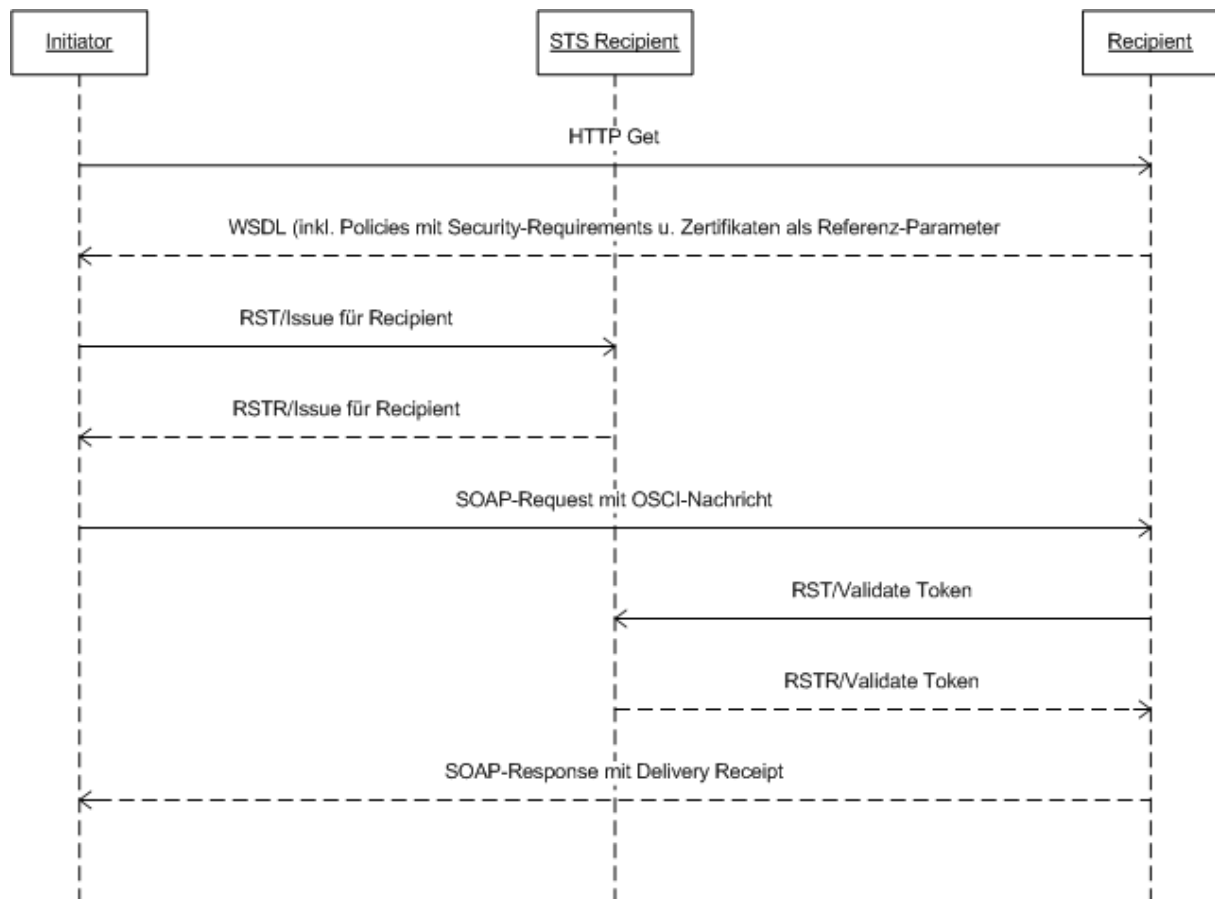 Initiator
STS Recipient
Recipient
HTTP Get
WSDL (inkl. Policies mit Security-Requirements u. Zertifikaten als Referenz-Parameter
RST/Issue für Recipient
RSTR/Issue für Recipient
SOAP-Request mit OSCI-Nachricht
RST/Validate Token
RSTR/Validate Token
SOAP-Response mit Delivery Receipt